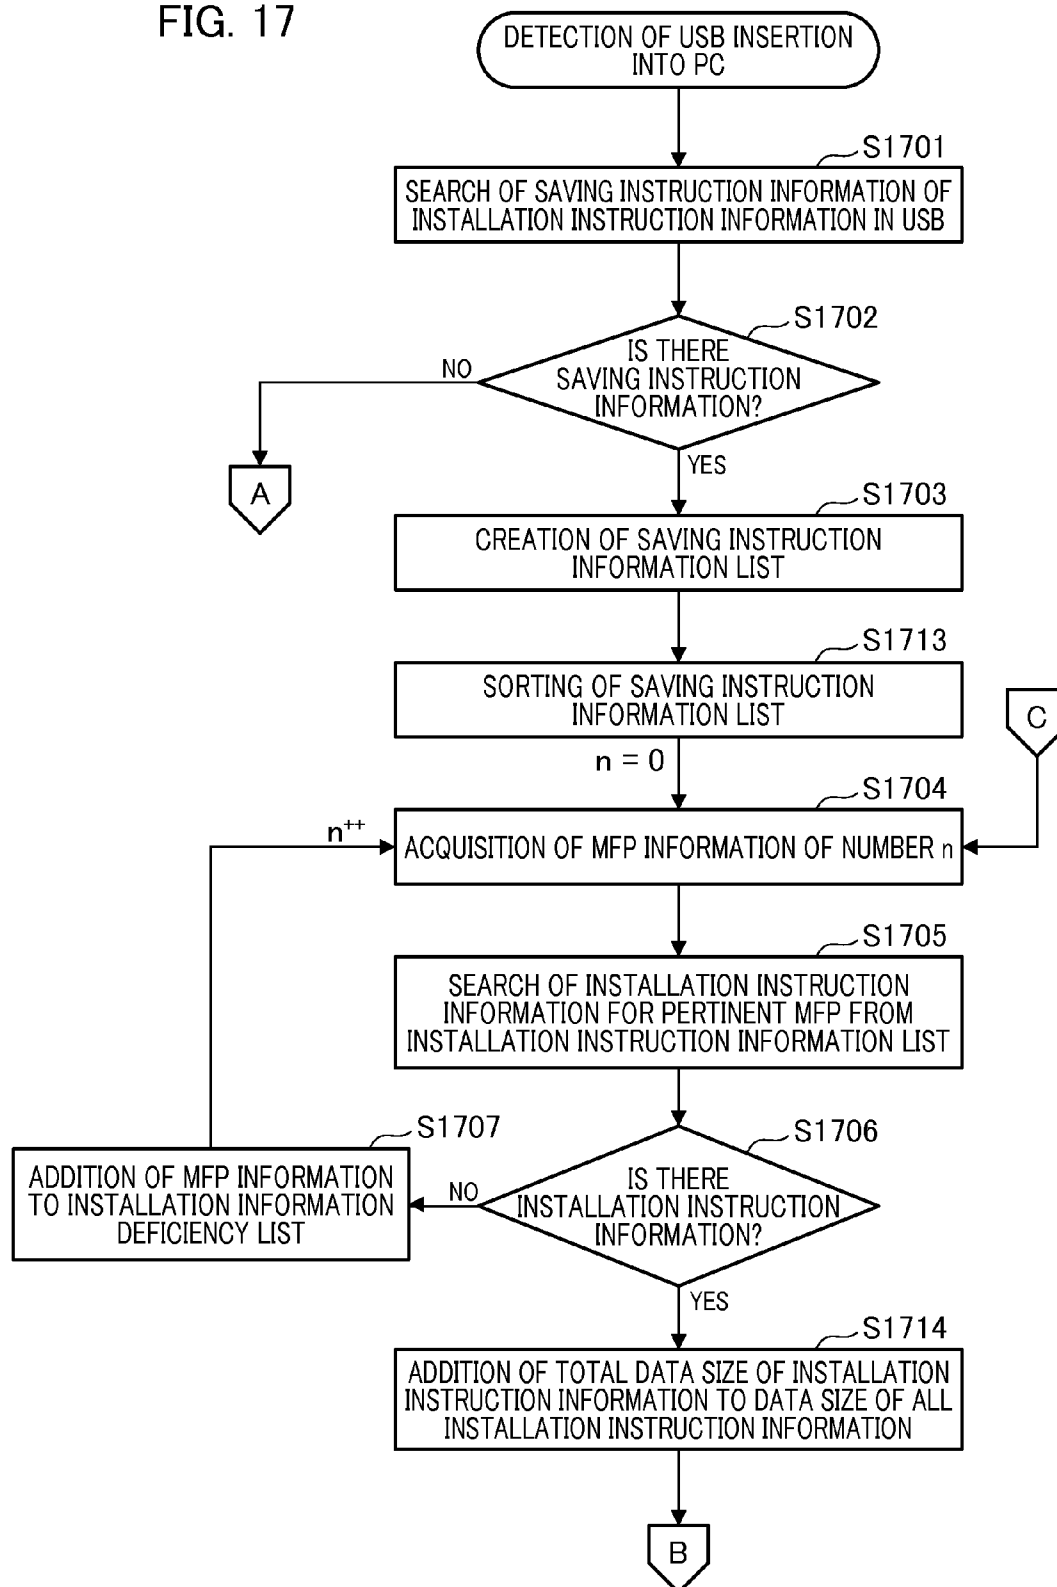 FIG. 17
DETECTION OF USB INSERTION
INTO PC
S1701
SEARCH OF SAVING INSTRUCTION INFORMATION OF
INSTALLATION INSTRUCTION INFORMATION IN USB
S1702
IS THERE
SAVING INSTRUCTION
INFORMATION?
NO
YES
A
S1703
CREATION OF SAVING INSTRUCTION
INFORMATION LIST
S1713
SORTING OF SAVING INSTRUCTION
INFORMATION LIST
C
n = 0
S1704
n++
ACQUISITION OF MFP INFORMATION OF NUMBER n
S1705
SEARCH OF INSTALLATION INSTRUCTION
INFORMATION FOR PERTINENT MFP FROM
INSTALLATION INSTRUCTION INFORMATION LIST
S1706
IS THERE
INSTALLATION INSTRUCTION
INFORMATION?
NO
S1707
ADDITION OF MFP INFORMATION
TO INSTALLATION INFORMATION
DEFICIENCY LIST
YES
S1714
ADDITION OF TOTAL DATA SIZE OF INSTALLATION
INSTRUCTION INFORMATION TO DATA SIZE OF ALL
INSTALLATION INSTRUCTION INFORMATION
B